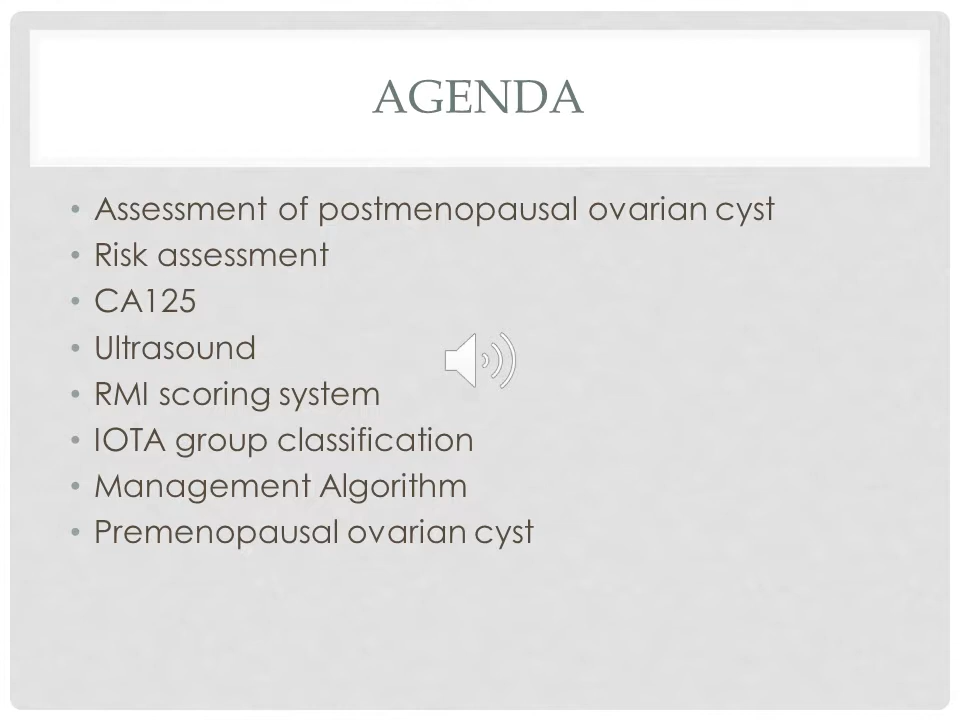 AGENDA
• Assessment of postmenopausal ovarian cyst
• Risk assessment
• CA125
• Ultrasound
• RMI scoring system
• IOTA group classification
• Management Algorithm
• Premenopausal ovarian cyst